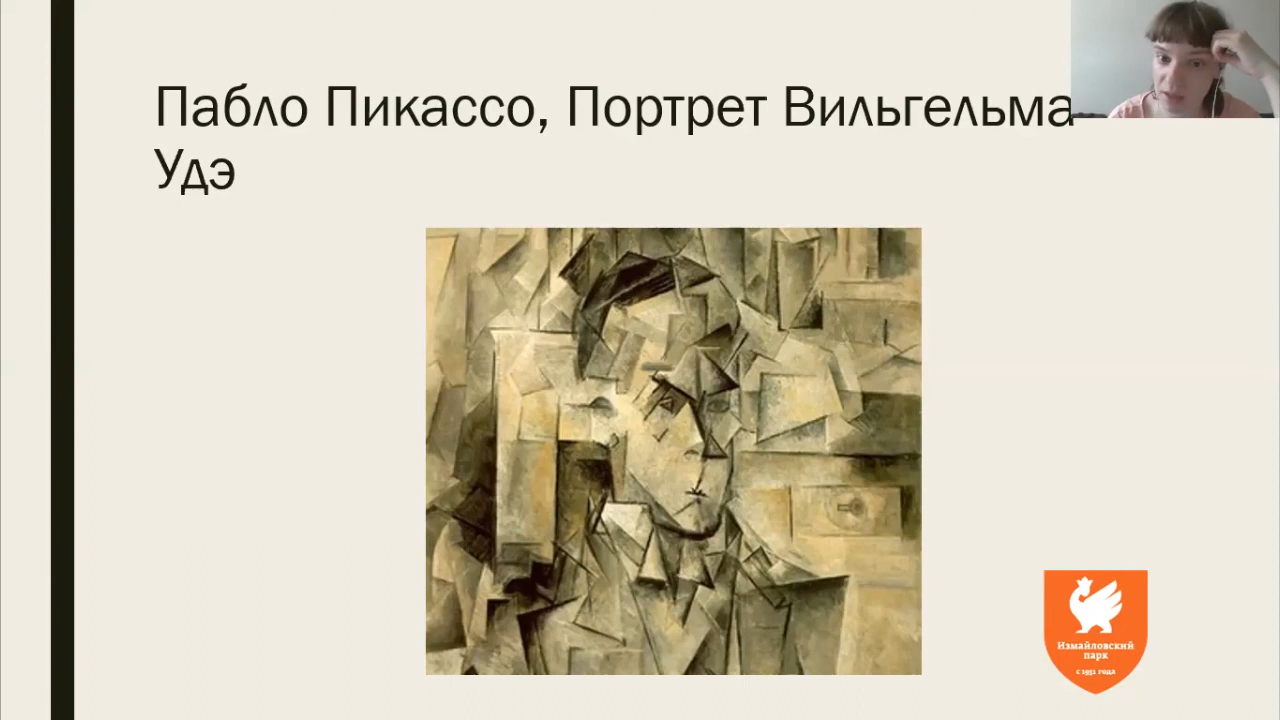 Пабло Пикассо, Портрет Вильгельма
Удэ
Измайловский
парк
с 1931 года